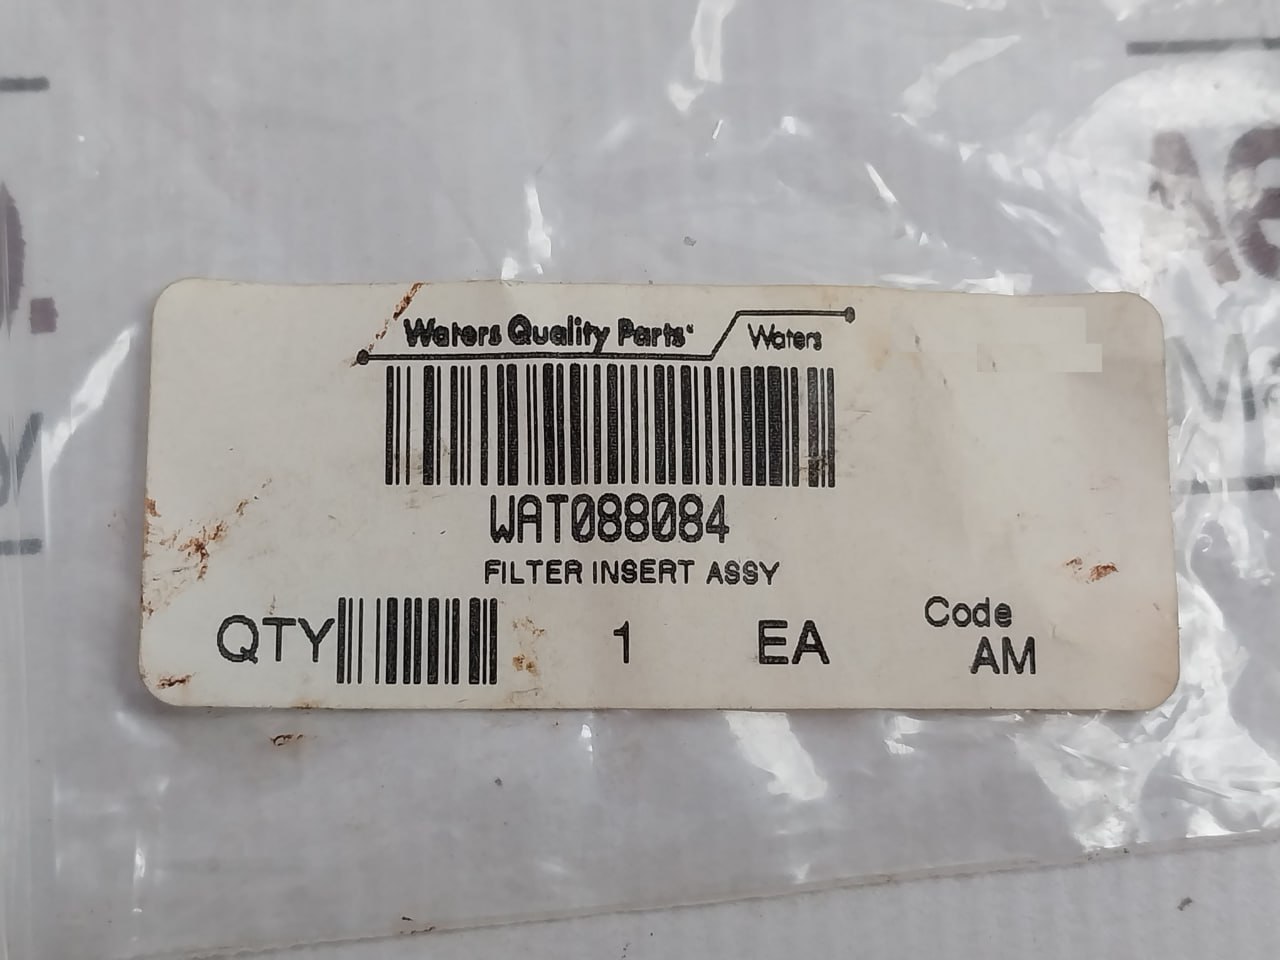 Waters Quality Parts Waters
WAT088084
FILTER INSERT ASSY
QTY 1 EA
Code
AM